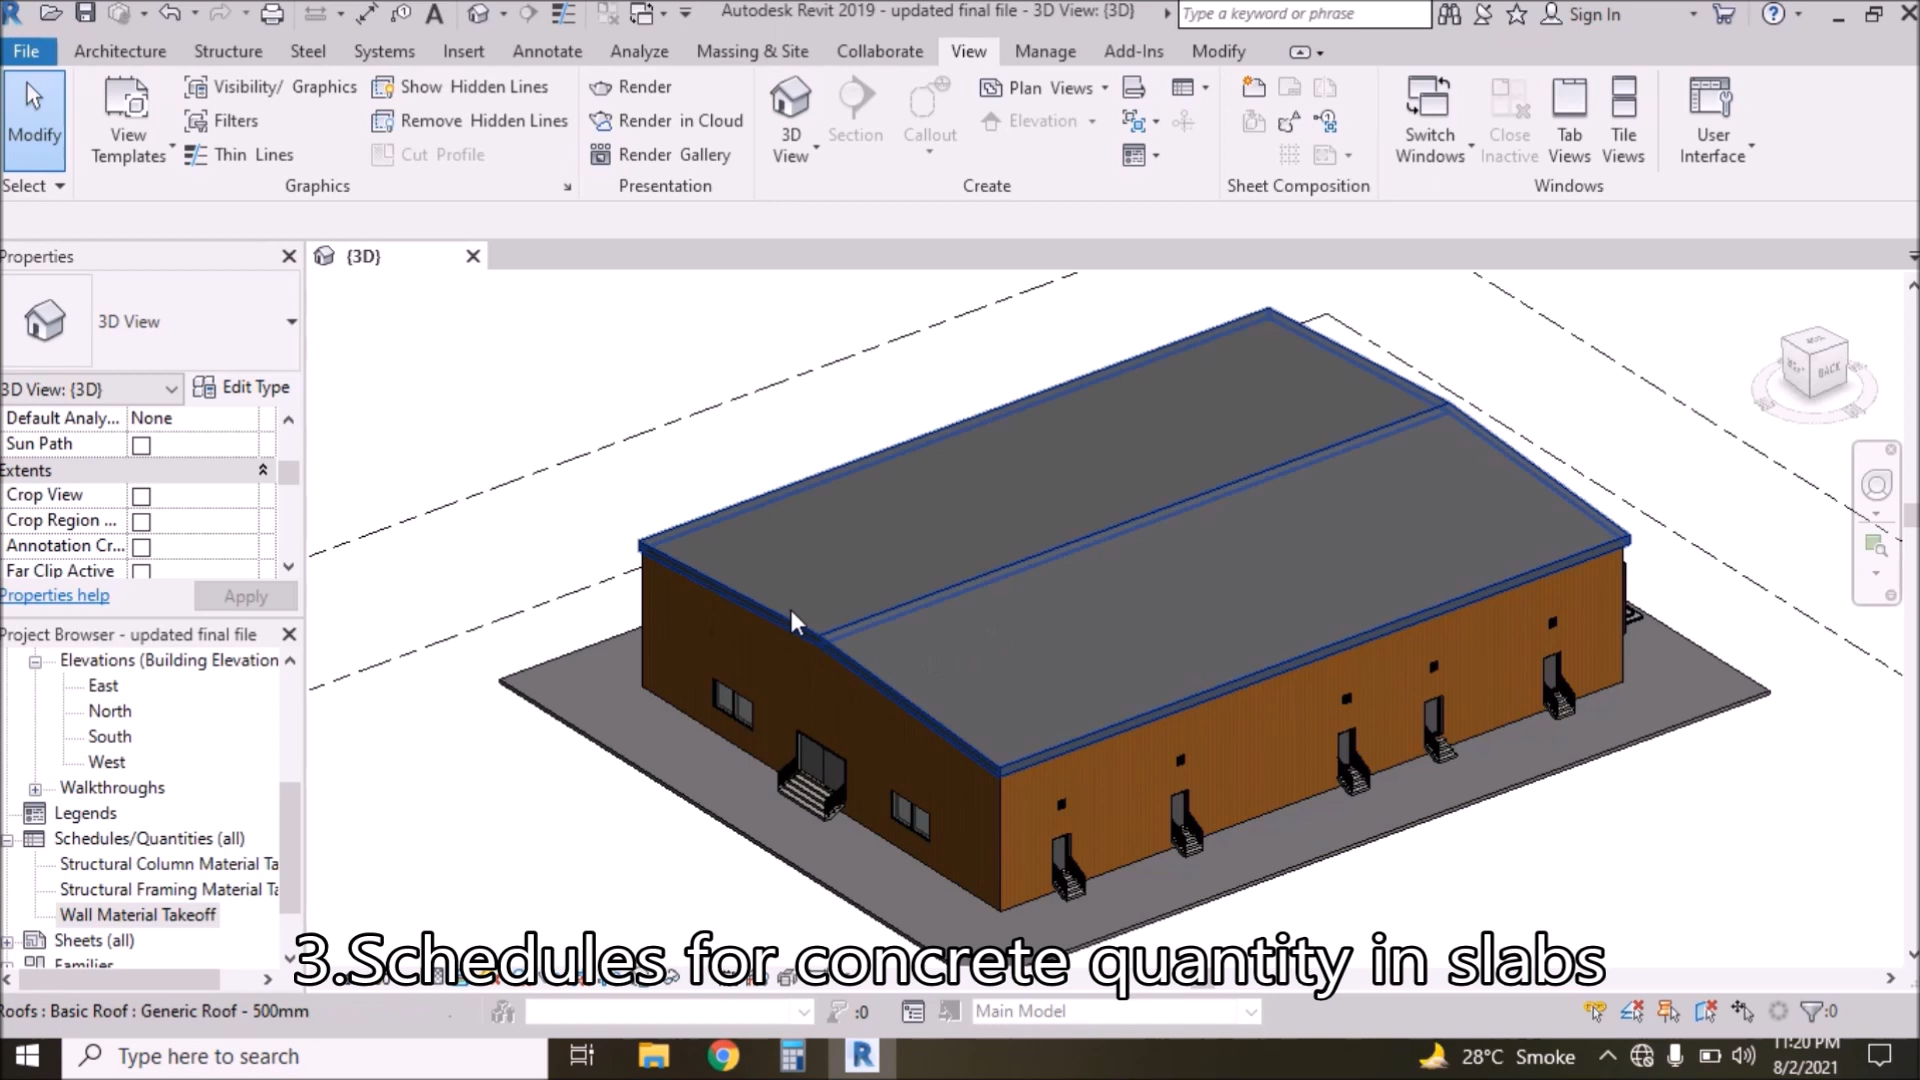 Autodesk Revit 2019 - updated final file - 3D View: {3D}
Type a keyword or phrase
Sign In
File Architecture Structure Steel Systems Insert Annotate Analyze Massing & Site Collaborate View Manage Add-Ins Modify
Modify
View
Templates
Visibility/ Graphics
Filters
Thin Lines
Show Hidden Lines
Remove Hidden Lines
Cut Profile
Render
Render in Cloud
Render Gallery
3D
View
Section
Callout
Plan Views
Elevation
Switch
Windows
Close
Inactive
Tab
Views
Tile
Views
User
Interface
Select
Graphics
Presentation
Create
Sheet Composition
Windows
Properties
{3D}
3D View
3D View: {3D}
Edit Type
Default Analy... None
Sun Path
Extents
Crop View
Crop Region ...
Annotation Cr...
Far Clip Active
Properties help
Apply
BACK
Project Browser - updated final file
Elevations (Building Elevation
East
North
South
West
Walkthroughs
Legends
Schedules/Quantities (all)
Structural Column Material Ta
Structural Framing Material Ta
Wall Material Takeoff
Sheets (all)
Families
3.Schedules for concrete quantity in slabs
Roofs : Basic Roof : Generic Roof - 500mm
:0
Main Model
:0
Type here to search
28°C Smoke
11:20 PM
8/2/2021